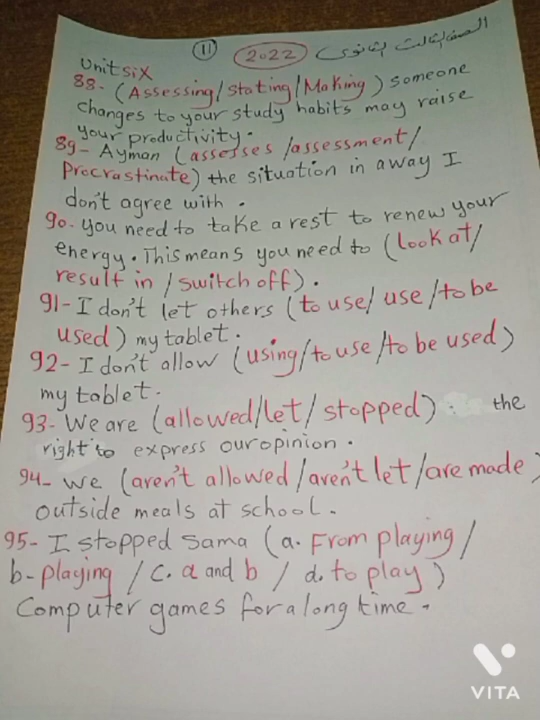 11 2022 الصف الثالث الثانوى
Unit six
88- (Assessing/Stating/Making) someone
changes to your study habits may raise
your productivity.
89- Ayman (assesses/assessment/
Procrastinate) the situation in away I
don't agree with.
90- you need to take a rest to renew your
energy. This means you need to (look at/
result in / switch off).
91- I don't let others (to use/ use /to be
used) my tablet.
92- I don't allow (using/to use/to be used)
my tablet.
93- We are (allowed/let/stopped) the
right to express our opinion.
94- we (aren't allowed/aren't let/are made)
outside meals at school.
95- I stopped Sama (a. From playing /
b- playing / C. a and b / d. to play)
Computer games for a long time.
VITA